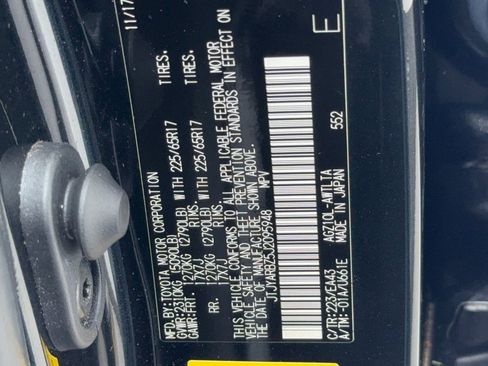 MFD.BY:TOYOTA MOTOR CORPORATION 11/17
GVWR:2310KG (5090LB)
GAWR:FRT. 1270KG (2790LB) WITH 225/65R17 TIRES,
17X7J RIMS,
RR. 1270KG (2790LB) WITH 225/65R17 TIRES,
17X7J RIMS.
THIS VEHICLE CONFORMS TO ALL APPLICABLE FEDERAL MOTOR
VEHICLE SAFETY AND THEFT PREVENTION STANDARDS IN EFFECT ON
THE DATE OF MANUFACTURE SHOWN ABOVE.
JTJYARBZ5J2095948 MPV
E
C/TR:223/EA43 AGZ10L-AWTLTA 552
A/TM:-01A/U661E MADE IN JAPAN